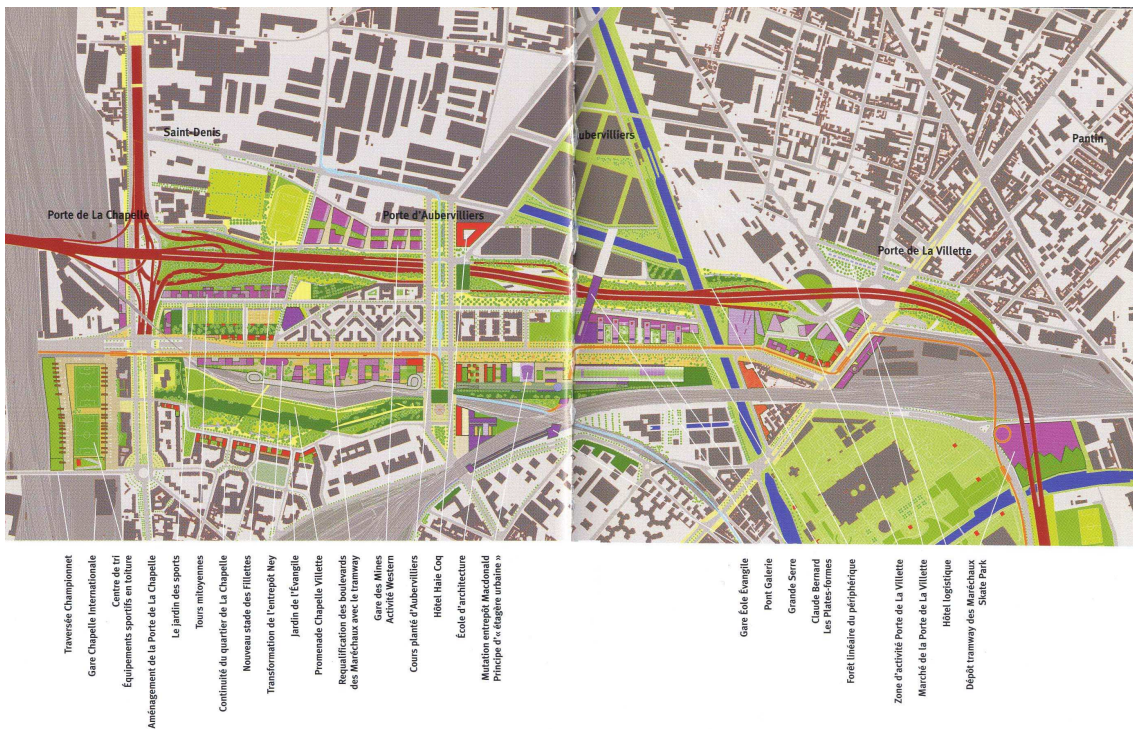 Saint-Denis
Aubervilliers
Pantin
Porte de La Chapelle
Porte d'Aubervilliers
Porte de La Villette
Traversée Championnet
Gare Chapelle Internationale
Centre de tri
Équipements sportifs en toiture
Aménagement de la Porte de La Chapelle
Le jardin des sports
Tours mitoyennes
Continuité du quartier de La Chapelle
Nouveau stade des Fillettes
Transformation de l'entrepôt Ney
Jardin de l'Évangile
Promenade Chapelle Villette
Requalification des boulevards
des Maréchaux avec le tramway
Gare des Mines
Activité Western
Cours planté d'Aubervilliers
Hôtel Haie Coq
École d'architecture
Mutation entrepôt Macdonald
Principe d'« étagère urbaine »
Gare Eole Évangile
Pont Galerie
Grande Serre
Claude Bernard
Les Plates-formes
Forêt linéaire du périphérique
Zone d'activité Porte de La Villette
Marché de la Porte de La Villette
Hôtel logistique
Dépôt tramway des Maréchaux
Skate Park